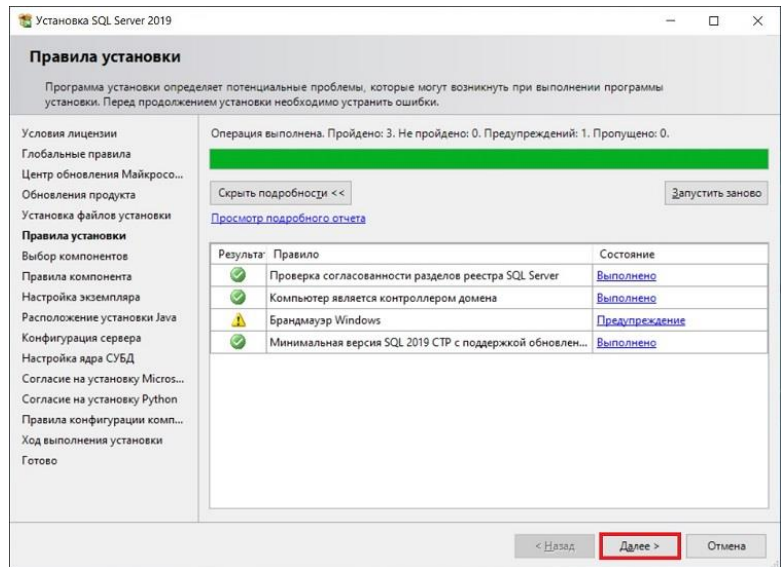 Установка SQL Server 2019
Правила установки
Программа установки определяет потенциальные проблемы, которые могут возникнуть при выполнении программы
установки. Перед продолжением установки необходимо устранить ошибки.
Условия лицензии
Глобальные правила
Центр обновления Майкросо...
Обновления продукта
Установка файлов установки
Правила установки
Выбор компонентов
Правила компонента
Настройка экземпляра
Расположение установки Java
Конфигурация сервера
Настройка ядра СУБД
Согласие на установку Micros...
Согласие на установку Python
Правила конфигурации комп...
Ход выполнения установки
Готово
Операция выполнена. Пройдено: 3. Не пройдено: 0. Предупреждений: 1. Пропущено: 0.
Скрыть подробности << Запустить заново
Просмотр подробного отчета
Результат Правило Состояние
Проверка согласованности разделов реестра SQL Server Выполнено
Компьютер является контроллером домена Выполнено
Брандмауэр Windows Предупреждение
Минимальная версия SQL 2019 CTP с поддержкой обновлен... Выполнено
< Назад Далее > Отмена